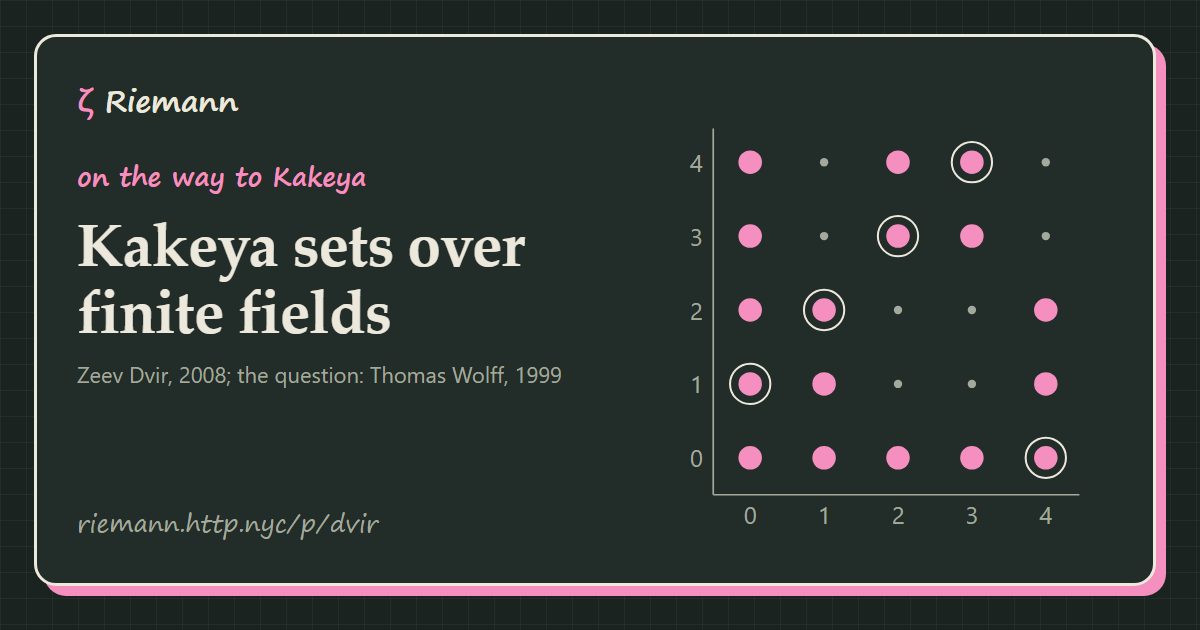 ζ Riemann
on the way to Kakeya
Kakeya sets over
finite fields
Zeev Dvir, 2008; the question: Thomas Wolff, 1999
riemann.http.nyc/p/dvir
4
3
2
1
0
0 1 2 3 4